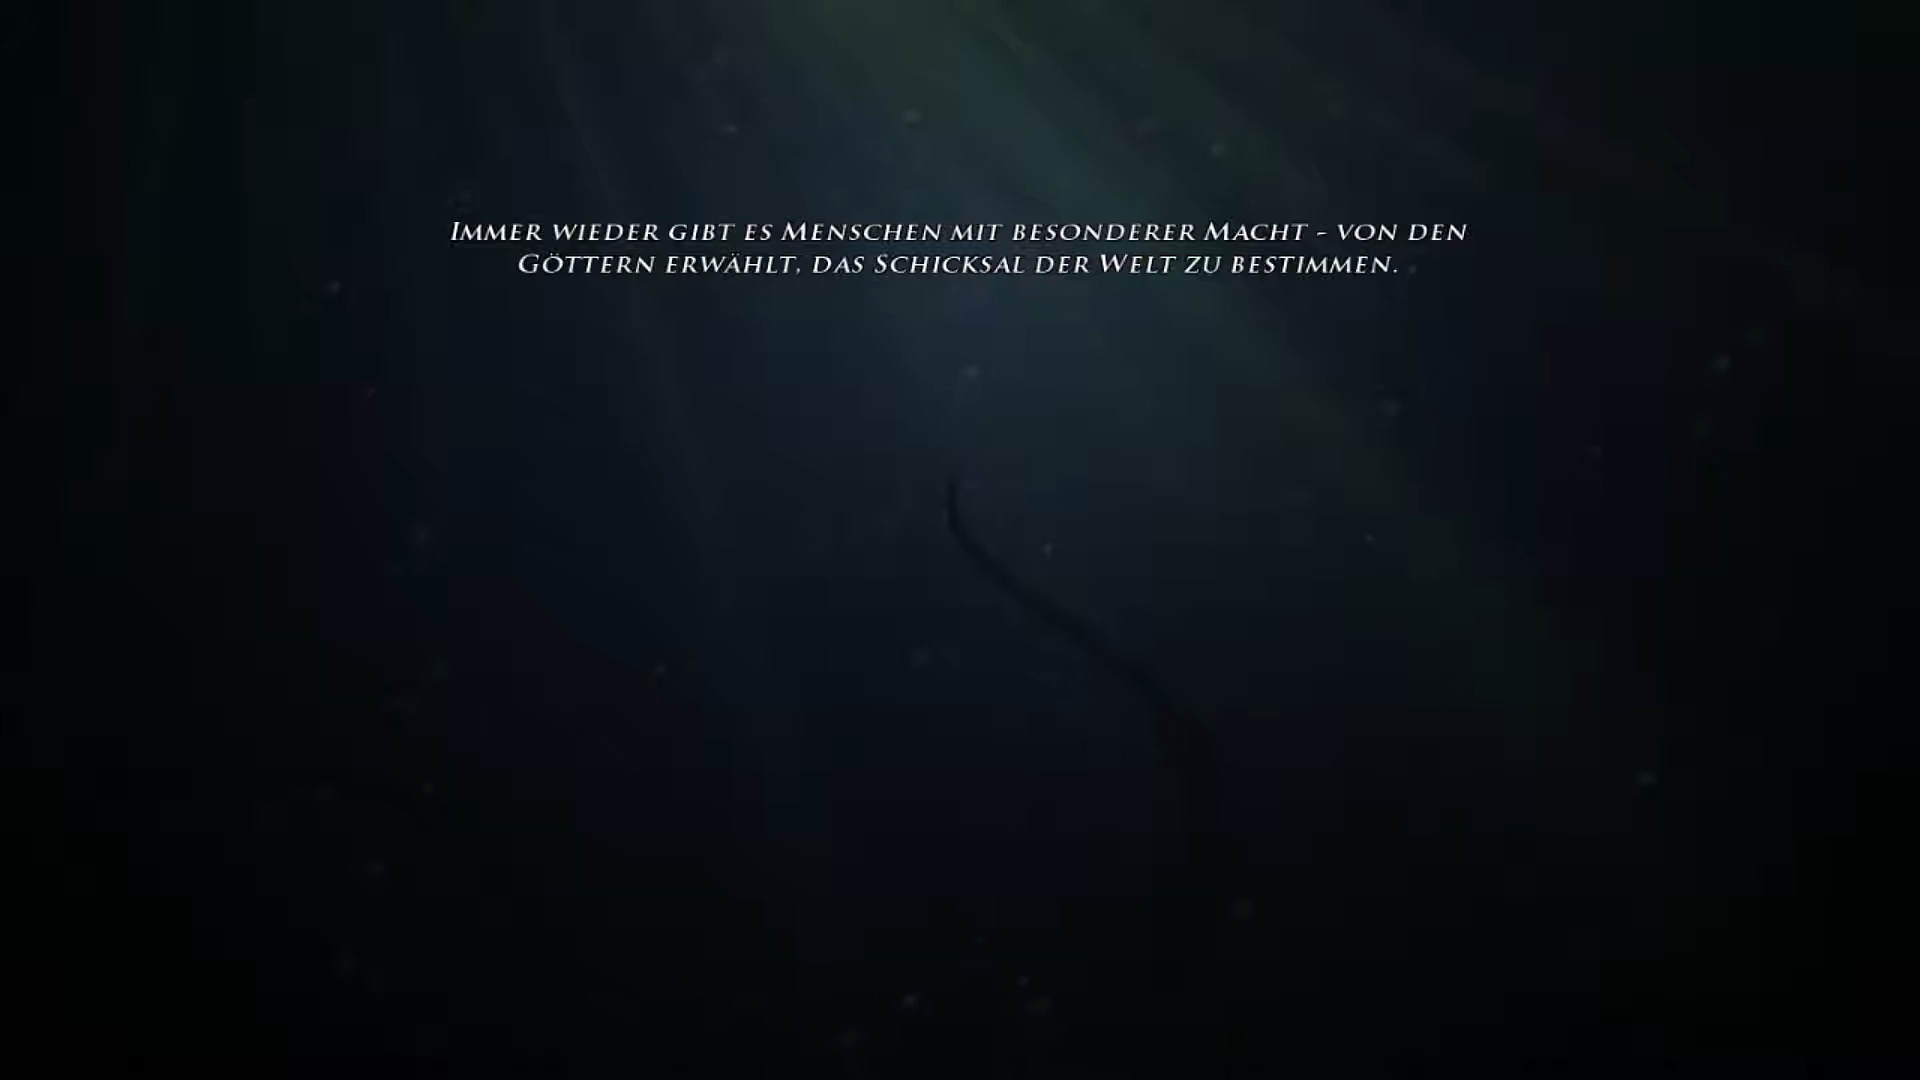 Immer wieder gibt es Menschen mit besonderer Macht - von den
Göttern erwählt, das Schicksal der Welt zu bestimmen.